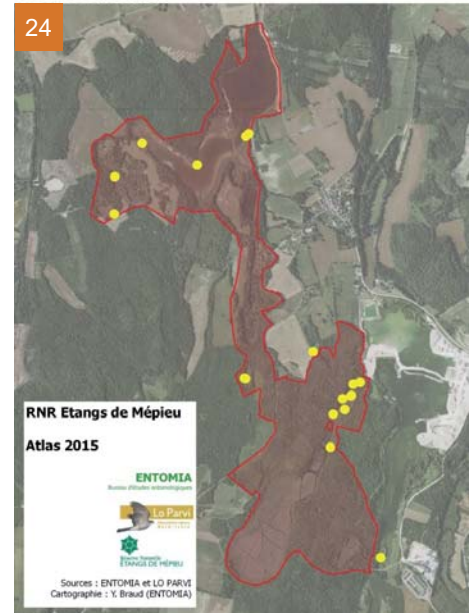 24
RNR Etangs de Mépieu
Atlas 2015
ENTOMIA
Bureau d'études entomologiques
Lo Parvi
ETANGS DE MÉPIEU
Sources : ENTOMIA et LO PARVI
Cartographie : Y. Braud (ENTOMIA)